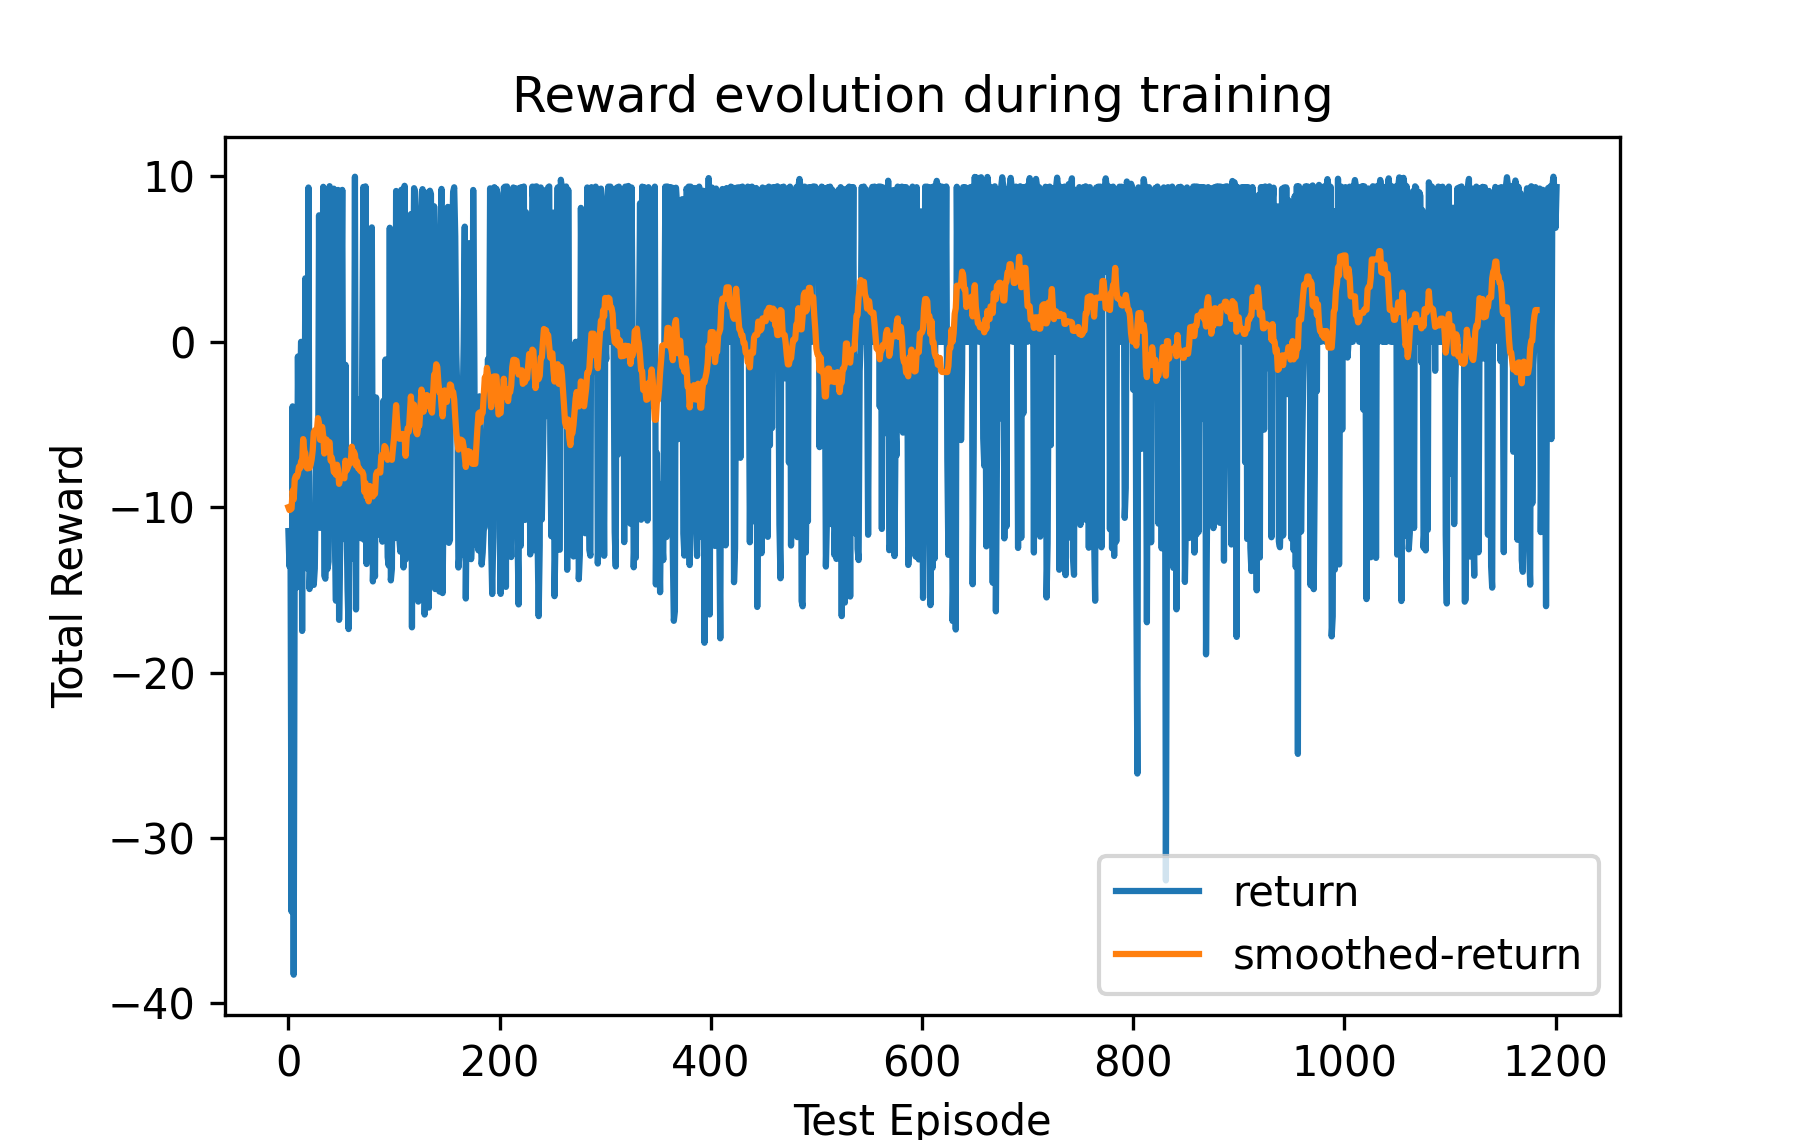 Reward evolution during training
10
0
−10
−20
−30
−40
Total Reward
return
smoothed-return
0 200 400 600 800 1000 1200
Test Episode